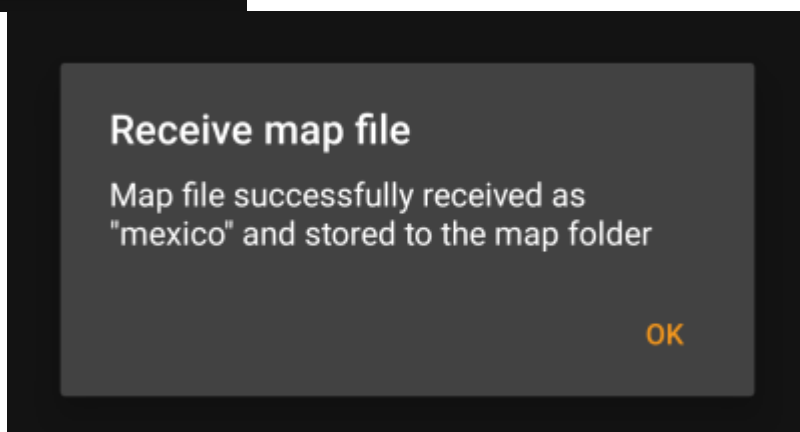 Receive map file
Map file successfully received as
"mexico" and stored to the map folder
OK